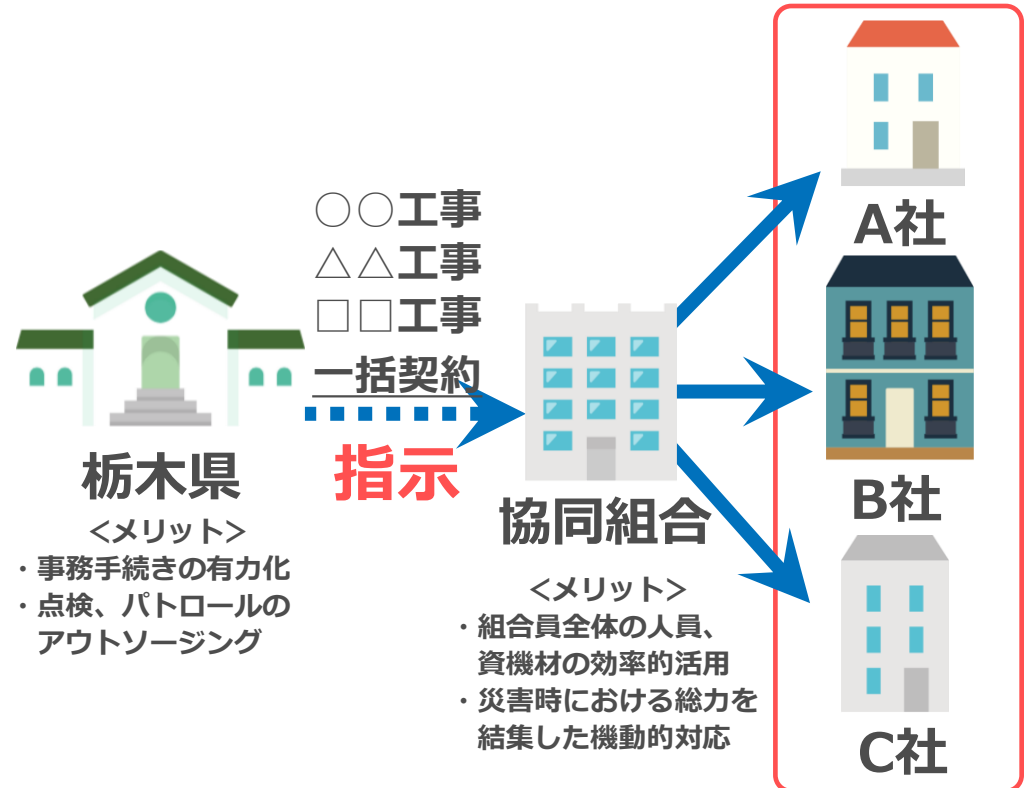 ○○工事
△△工事
□□工事
一括契約
指示
栃木県
<メリット>
・事務手続きの有力化
・点検、パトロールの
アウトソージング
協同組合
<メリット>
・組合員全体の人員、
資機材の効率的活用
・災害時における総力を
結集した機動的対応
A社
B社
C社